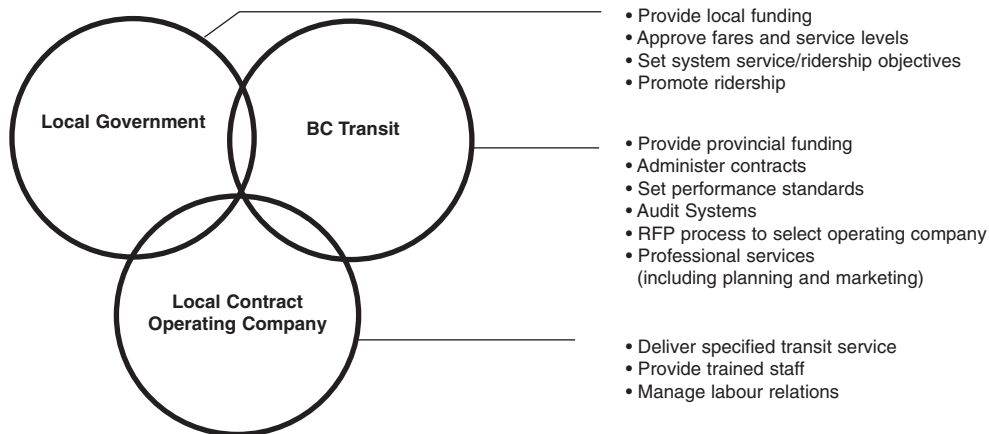 Local Government
BC Transit
Local Contract
Operating Company
• Provide local funding
• Approve fares and service levels
• Set system service/ridership objectives
• Promote ridership
• Provide provincial funding
• Administer contracts
• Set performance standards
• Audit Systems
• RFP process to select operating company
• Professional services
(including planning and marketing)
• Deliver specified transit service
• Provide trained staff
• Manage labour relations